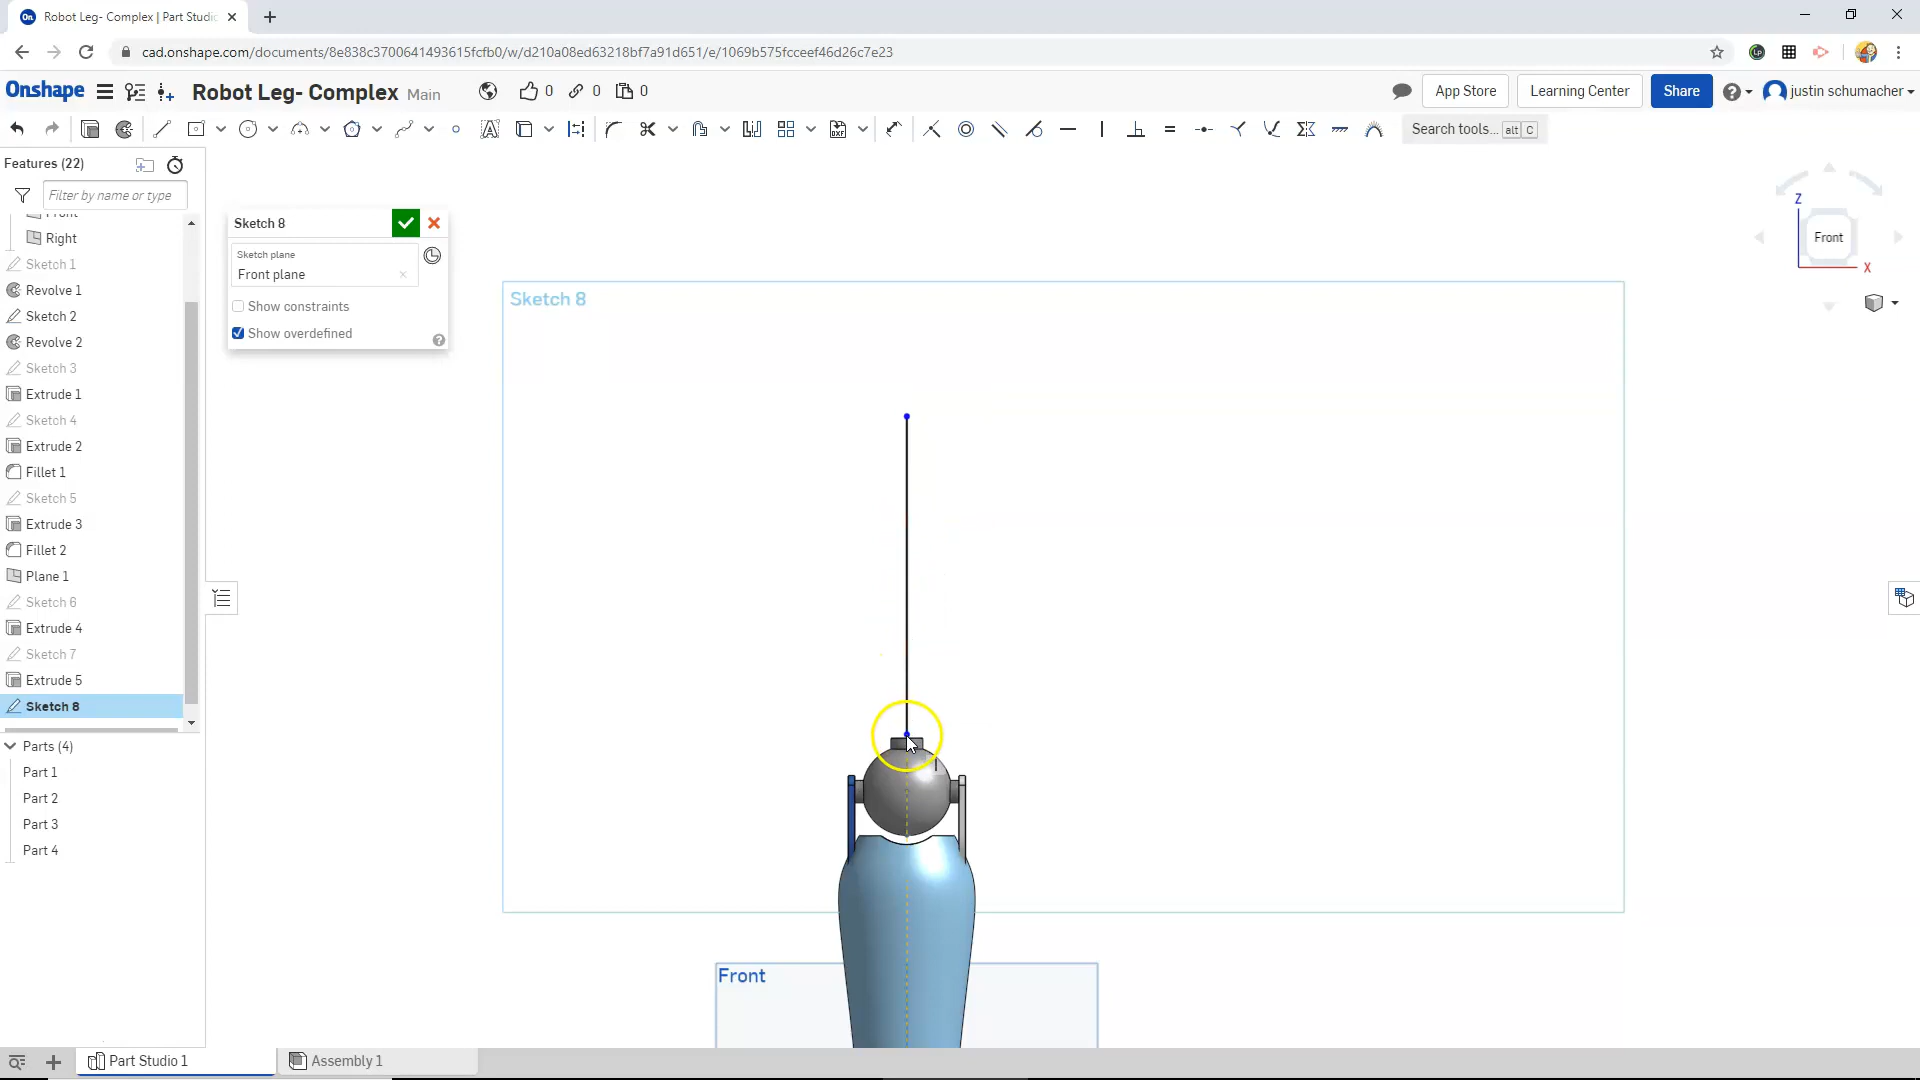 Robot Leg- Complex | Part Studio
cad.onshape.com/documents/8e838c3700641493615fcfb0/w/d210a08ed63218bf7a91d651/e/1069b575fcceef46d26c7e23
Onshape
Robot Leg- Complex Main
0
0
0
App Store
Learning Center
Share
justin schumacher
Search tools... alt C
Features (22)
Filter by name or type
Front
Right
Sketch 1
Revolve 1
Sketch 2
Revolve 2
Sketch 3
Extrude 1
Sketch 4
Extrude 2
Fillet 1
Sketch 5
Extrude 3
Fillet 2
Plane 1
Sketch 6
Extrude 4
Sketch 7
Extrude 5
Sketch 8
Parts (4)
Part 1
Part 2
Part 3
Part 4
Sketch 8
Sketch plane
Front plane
Show constraints
Show overdefined
Sketch 8
Front
Z
Front
X
Part Studio 1
Assembly 1